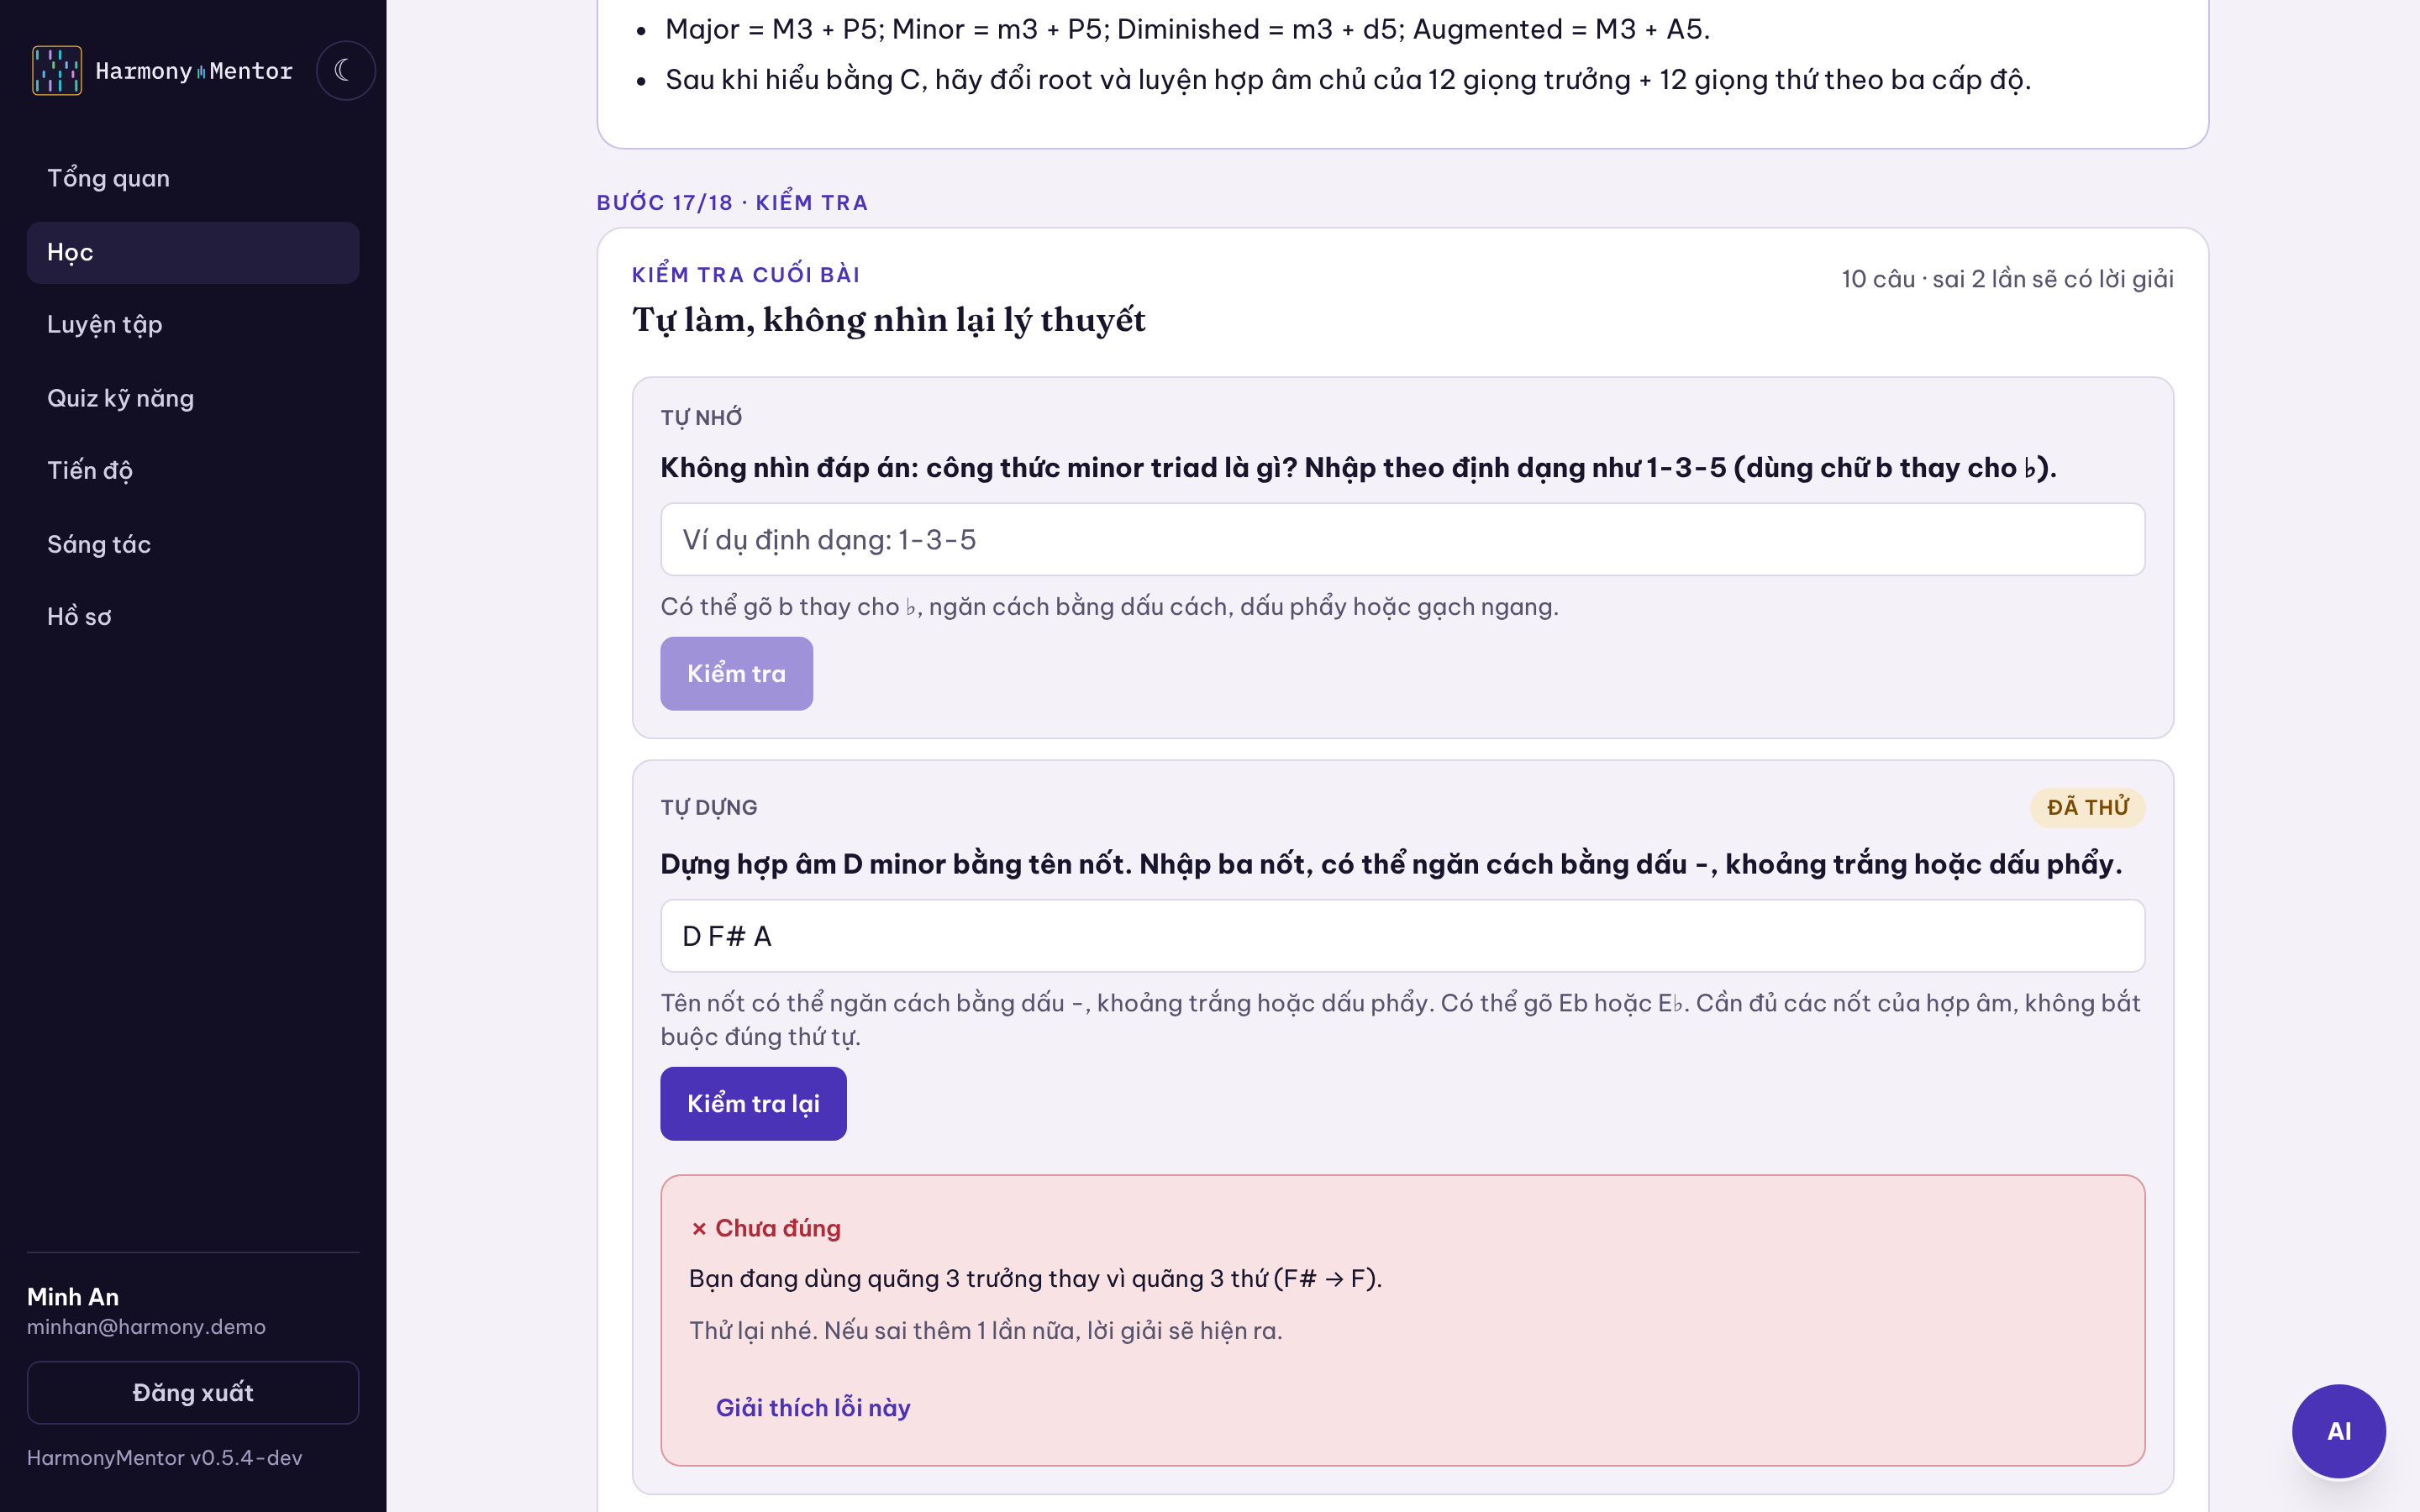 Harmony Mentor
Tổng quan
Học
Luyện tập
Quiz kỹ năng
Tiến độ
Sáng tác
Hồ sơ
Minh An
minhan@harmony.demo
Đăng xuất
HarmonyMentor v0.5.4-dev
• Major = M3 + P5; Minor = m3 + P5; Diminished = m3 + d5; Augmented = M3 + A5.
• Sau khi hiểu bằng C, hãy đổi root và luyện hợp âm chủ của 12 giọng trưởng + 12 giọng thứ theo ba cấp độ.
BƯỚC 17/18 · KIỂM TRA
KIỂM TRA CUỐI BÀI
10 câu · sai 2 lần sẽ có lời giải
Tự làm, không nhìn lại lý thuyết
TỰ NHỚ
Không nhìn đáp án: công thức minor triad là gì? Nhập theo định dạng như 1-3-5 (dùng chữ b thay cho ♭).
Ví dụ định dạng: 1-3-5
Có thể gõ b thay cho ♭, ngăn cách bằng dấu cách, dấu phẩy hoặc gạch ngang.
Kiểm tra
TỰ DỰNG
ĐÃ THỬ
Dựng hợp âm D minor bằng tên nốt. Nhập ba nốt, có thể ngăn cách bằng dấu -, khoảng trắng hoặc dấu phẩy.
D F# A
Tên nốt có thể ngăn cách bằng dấu -, khoảng trắng hoặc dấu phẩy. Có thể gõ Eb hoặc E♭. Cần đủ các nốt của hợp âm, không bắt
buộc đúng thứ tự.
Kiểm tra lại
× Chưa đúng
Bạn đang dùng quãng 3 trưởng thay vì quãng 3 thứ (F# → F).
Thử lại nhé. Nếu sai thêm 1 lần nữa, lời giải sẽ hiện ra.
Giải thích lỗi này
AI